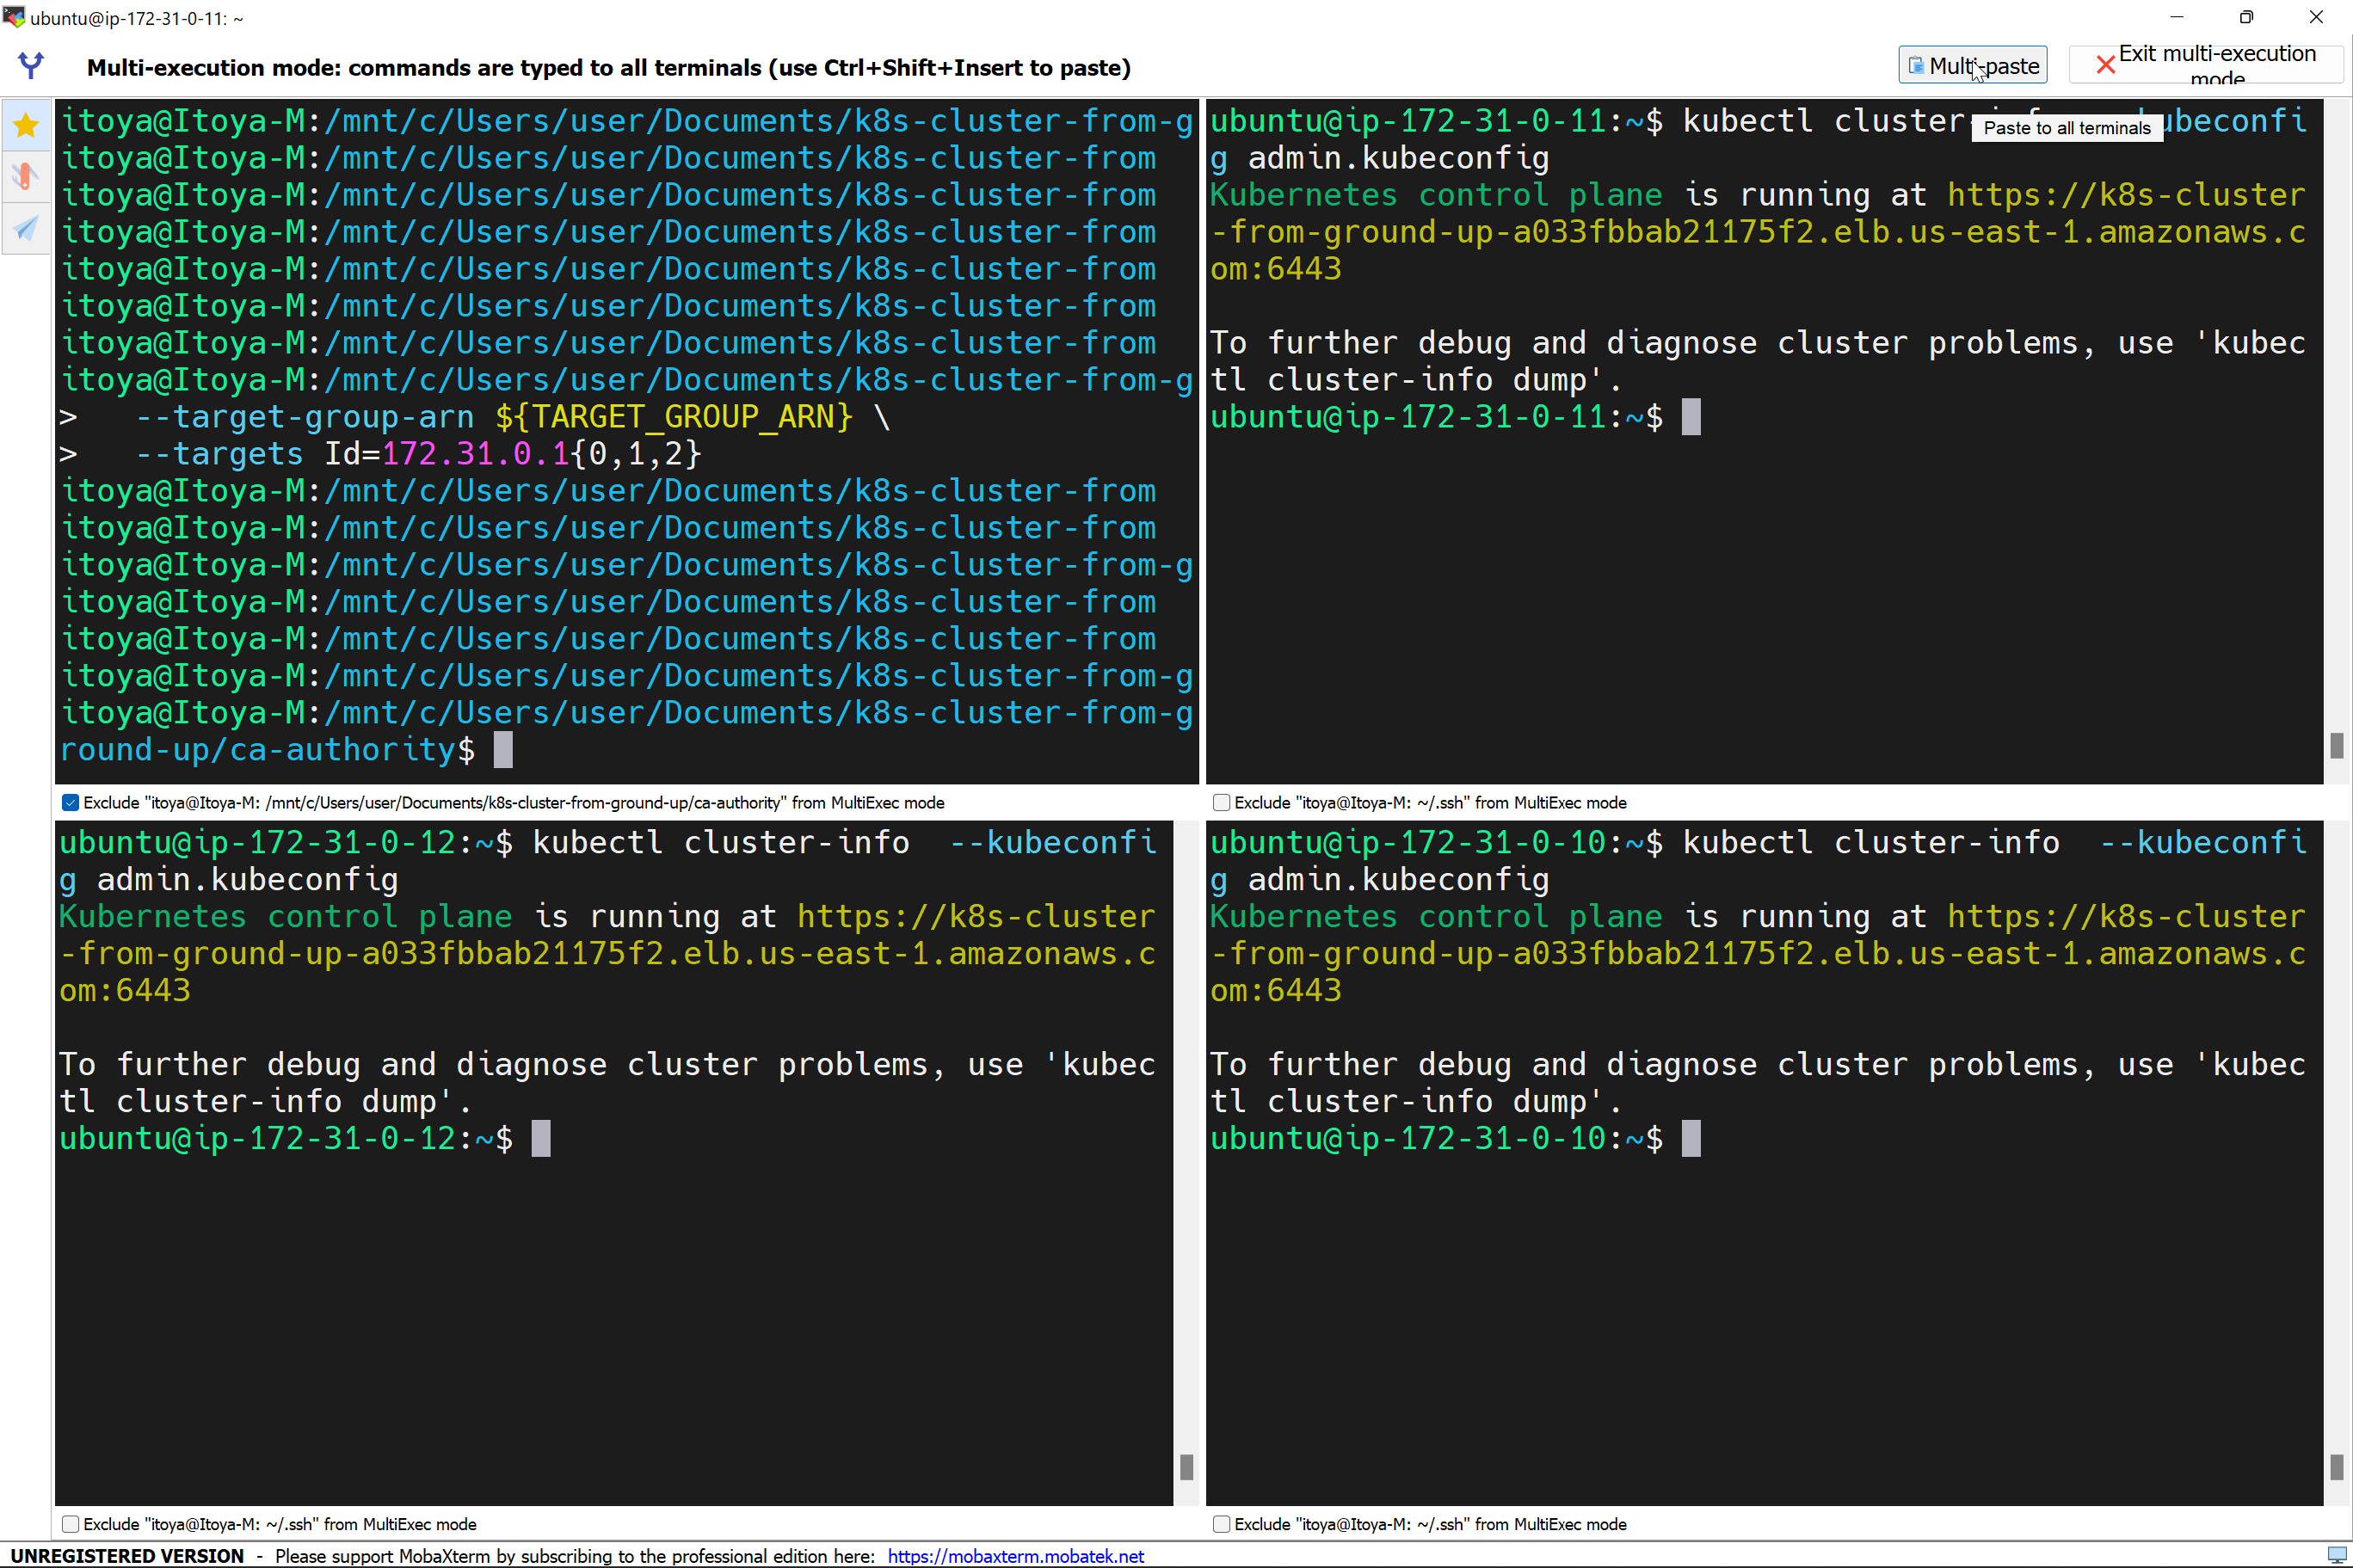 ubuntu@ip-172-31-0-11: ~
Multi-execution mode: commands are typed to all terminals (use Ctrl+Shift+Insert to paste)
Multi-paste
Exit multi-execution
mode
Paste to all terminals
itoya@Itoya-M:/mnt/c/Users/user/Documents/k8s-cluster-from-g
itoya@Itoya-M:/mnt/c/Users/user/Documents/k8s-cluster-from
itoya@Itoya-M:/mnt/c/Users/user/Documents/k8s-cluster-from
itoya@Itoya-M:/mnt/c/Users/user/Documents/k8s-cluster-from
itoya@Itoya-M:/mnt/c/Users/user/Documents/k8s-cluster-from
itoya@Itoya-M:/mnt/c/Users/user/Documents/k8s-cluster-from
itoya@Itoya-M:/mnt/c/Users/user/Documents/k8s-cluster-from
itoya@Itoya-M:/mnt/c/Users/user/Documents/k8s-cluster-from-g
>   --target-group-arn ${TARGET_GROUP_ARN} \
>   --targets Id=172.31.0.1{0,1,2}
itoya@Itoya-M:/mnt/c/Users/user/Documents/k8s-cluster-from
itoya@Itoya-M:/mnt/c/Users/user/Documents/k8s-cluster-from
itoya@Itoya-M:/mnt/c/Users/user/Documents/k8s-cluster-from-g
itoya@Itoya-M:/mnt/c/Users/user/Documents/k8s-cluster-from
itoya@Itoya-M:/mnt/c/Users/user/Documents/k8s-cluster-from
itoya@Itoya-M:/mnt/c/Users/user/Documents/k8s-cluster-from-g
itoya@Itoya-M:/mnt/c/Users/user/Documents/k8s-cluster-from-g
round-up/ca-authority$
Exclude "itoya@Itoya-M: /mnt/c/Users/user/Documents/k8s-cluster-from-ground-up/ca-authority" from MultiExec mode
ubuntu@ip-172-31-0-11:~$ kubectl cluster ubeconfi
g admin.kubeconfig
Kubernetes control plane is running at https://k8s-cluster
-from-ground-up-a033fbbab21175f2.elb.us-east-1.amazonaws.c
om:6443
To further debug and diagnose cluster problems, use 'kubec
tl cluster-info dump'.
ubuntu@ip-172-31-0-11:~$
Exclude "itoya@Itoya-M: ~/.ssh" from MultiExec mode
ubuntu@ip-172-31-0-12:~$ kubectl cluster-info  --kubeconfi
g admin.kubeconfig
Kubernetes control plane is running at https://k8s-cluster
-from-ground-up-a033fbbab21175f2.elb.us-east-1.amazonaws.c
om:6443
To further debug and diagnose cluster problems, use 'kubec
tl cluster-info dump'.
ubuntu@ip-172-31-0-12:~$
Exclude "itoya@Itoya-M: ~/.ssh" from MultiExec mode
ubuntu@ip-172-31-0-10:~$ kubectl cluster-info  --kubeconfi
g admin.kubeconfig
Kubernetes control plane is running at https://k8s-cluster
-from-ground-up-a033fbbab21175f2.elb.us-east-1.amazonaws.c
om:6443
To further debug and diagnose cluster problems, use 'kubec
tl cluster-info dump'.
ubuntu@ip-172-31-0-10:~$
Exclude "itoya@Itoya-M: ~/.ssh" from MultiExec mode
UNREGISTERED VERSION  -  Please support MobaXterm by subscribing to the professional edition here:  https://mobaxterm.mobatek.net